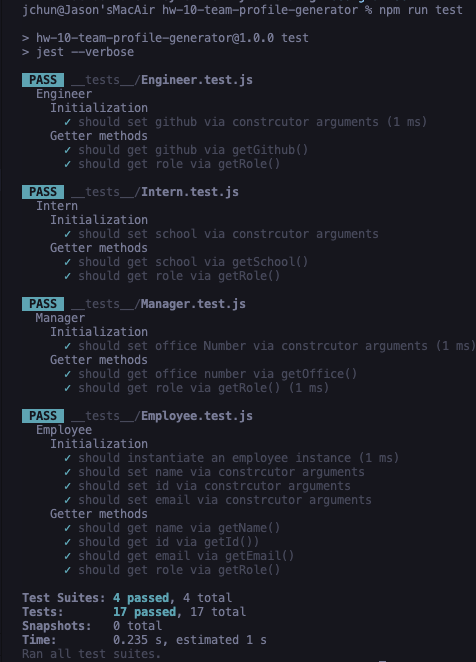 jchun@Jason'sMacAir hw-10-team-profile-generator % npm run test
> hw-10-team-profile-generator@1.0.0 test
> jest --verbose
PASS __tests__/Engineer.test.js
Engineer
Initialization
✓ should set github via constrcutor arguments (1 ms)
Getter methods
✓ should get github via getGithub()
✓ should get role via getRole()
PASS __tests__/Intern.test.js
Intern
Initialization
✓ should set school via constrcutor arguments
Getter methods
✓ should get school via getSchool()
✓ should get role via getRole()
PASS __tests__/Manager.test.js
Manager
Initialization
✓ should set office Number via constrcutor arguments (1 ms)
Getter methods
✓ should get office number via getOffice()
✓ should get role via getRole() (1 ms)
PASS __tests__/Employee.test.js
Employee
Initialization
✓ should instantiate an employee instance (1 ms)
✓ should set name via constrcutor arguments
✓ should set id via constrcutor arguments
✓ should set email via constrcutor arguments
Getter methods
✓ should get name via getName()
✓ should get id via getId())
✓ should get email via getEmail()
✓ should get role via getRole()
Test Suites: 4 passed, 4 total
Tests: 17 passed, 17 total
Snapshots: 0 total
Time: 0.235 s, estimated 1 s
Ran all test suites.